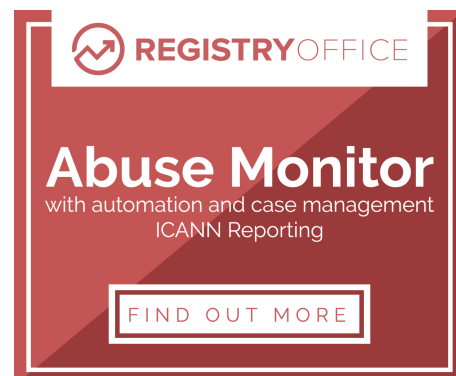 REGISTRYOFFICE
Abuse Monitor
with automation and case management
ICANN Reporting
FIND OUT MORE